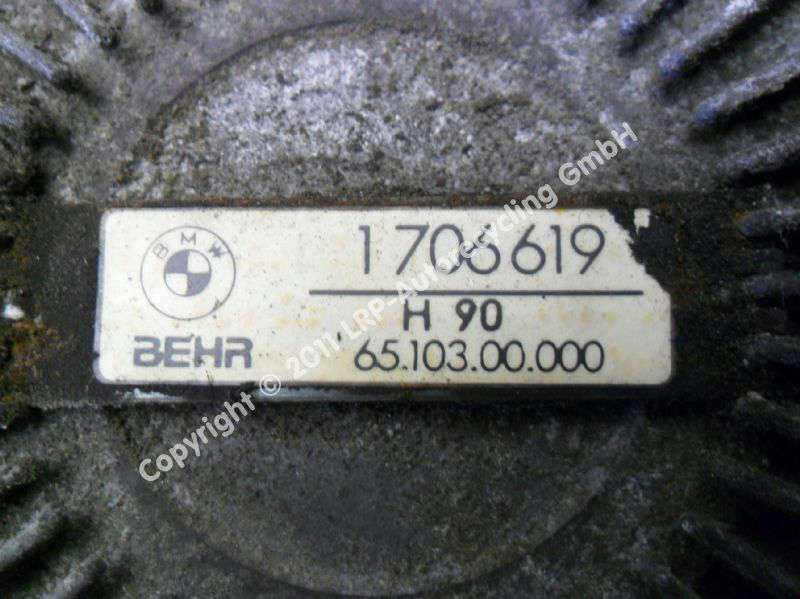 BMW
BEHR
1706619
H 90
65.103.00.000
Copyright © 2011 LRP-Autorecycling GmbH